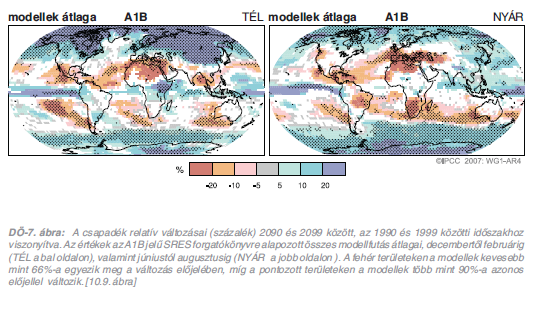 modellek átlaga A1B TÉL
modellek átlaga A1B NYÁR
©IPCC 2007: WG1-AR4
%
-20 -10 -5 5 10 20
DÖ-7. ábra: A csapadék relatív változásai (százalék) 2090 és 2099 között, az 1990 és 1999 közötti időszakhoz
viszonyítva. Az értékek az A1B jelű SRES forgatókönyvre alapozott összes modellfutás átlagai, decembertől februárig
(TÉL a bal oldalon), valamint júniustól augusztusig (NYÁR a jobb oldalon ). A fehér területeken a modellek kevesebb
mint 66%-a egyezik meg a változás előjelében, míg a pontozott területeken a modellek több mint 90%-a azonos
előjellel változik.[10.9. ábra]